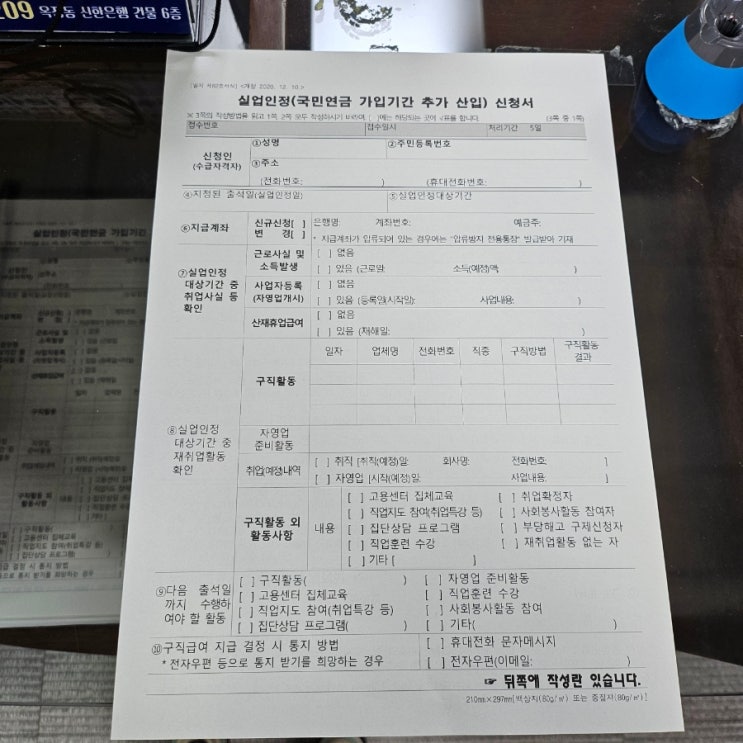 209 옥동 신한은행 건물 6층
<개정 2020. 12. 10.>
실업인정(국민연금 가입기간 추가 산입) 신청서
※ 3쪽의 작성방법을 읽고 1쪽, 2쪽 모두 작성하시기 바라며, [ ]에는 해당되는 곳에 √표를 합니다. (3쪽 중 1쪽)
접수번호 접수일시 처리기간 5일
신청인
(수급자격자)
①성명 ②주민등록번호
③주소
(전화번호: ) (휴대전화번호: )
④지정된 출석일(실업인정일) ⑤실업인정대상기간
⑥지급계좌 신규신청[ ] 은행명: 계좌번호: 예금주:
변 경[ ] * 지급계좌가 압류되어 있는 경우에는 "압류방지 전용통장" 발급받아 기재
⑦실업인정
대상기간 중
취업사실 등
확인
근로사실 및
소득발생
[ ] 없음
[ ] 있음 (근로일: 소득(예정)액: )
사업자등록
(자영업개시)
[ ] 없음
[ ] 있음 (등록일(시작일): 사업내용: )
산재휴업급여
[ ] 없음
[ ] 있음 (재해일: )
⑧실업인정
대상기간 중
재취업활동
확인
구직활동
일자 업체명 전화번호 직종 구직방법 구직활동
결과
자영업
준비활동
취업(예정)내역
[ ] 취직 [취직(예정)일: 회사명: 전화번호: ]
[ ] 자영업 [시작(예정)일: 사업내용: ]
구직활동 외
활동사항
내용
[ ] 고용센터 집체교육 [ ] 취업확정자
[ ] 직업지도 참여(취업특강 등) [ ] 사회봉사활동 참여자
[ ] 집단상담 프로그램 [ ] 부당해고 구제신청자
[ ] 직업훈련 수강 [ ] 재취업활동 없는 자
[ ] 기타 [ ]
⑨다음 출석일
까지 수행하
여야 할 활동
[ ] 구직활동( ) [ ] 자영업 준비활동
[ ] 고용센터 집체교육 [ ] 직업훈련 수강
[ ] 직업지도 참여(취업특강 등) [ ] 사회봉사활동 참여
[ ] 집단상담 프로그램( ) [ ] 기타( )
⑩구직급여 지급 결정 시 통지 방법 [ ] 휴대전화 문자메시지
* 전자우편 등으로 통지 받기를 희망하는 경우 [ ] 전자우편(이메일: )
☞ 뒤쪽에 작성란 있습니다.
210㎜×297㎜[백상지(80g/㎡) 또는 중질지(80g/㎡)]